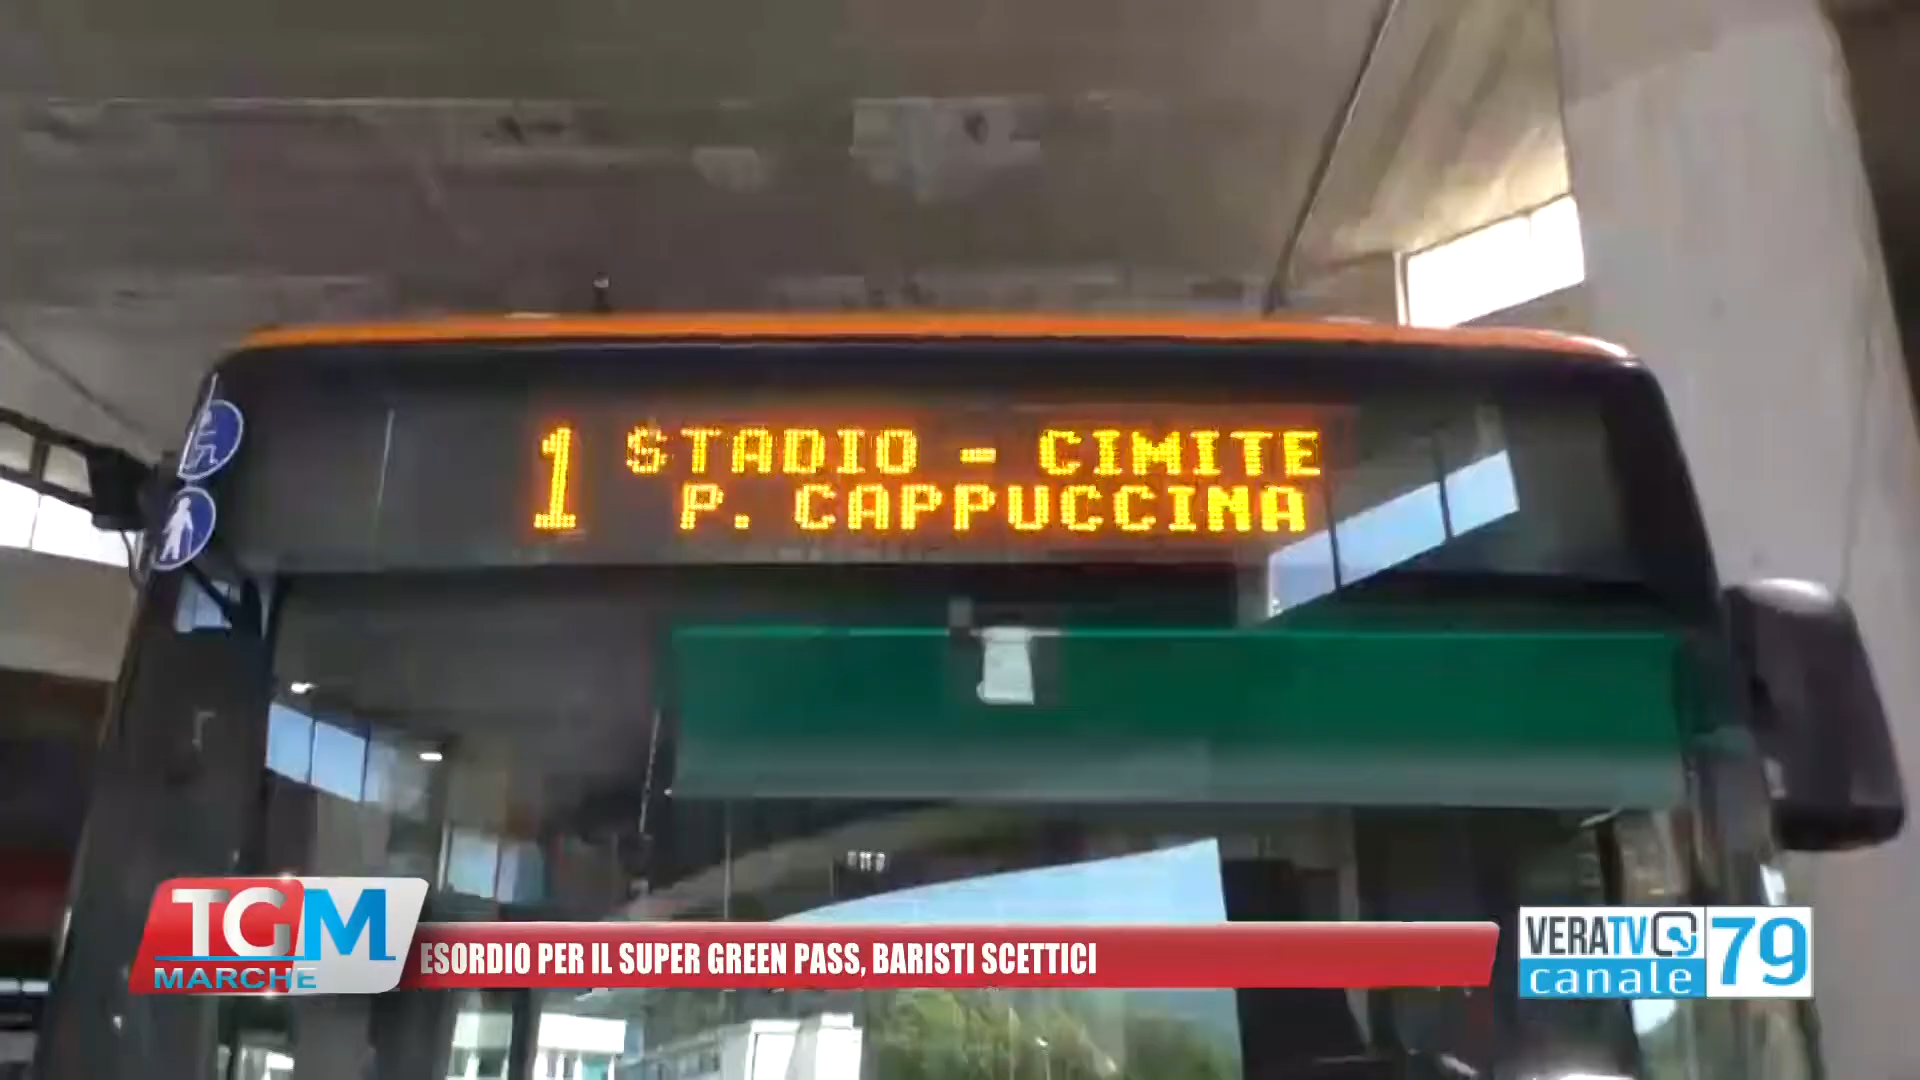 1 STADIO - CIMITE
P. CAPPUCCINA
TGM
MARCHE
ESORDIO PER IL SUPER GREEN PASS, BARISTI SCETTICI
VERATV
canale
79